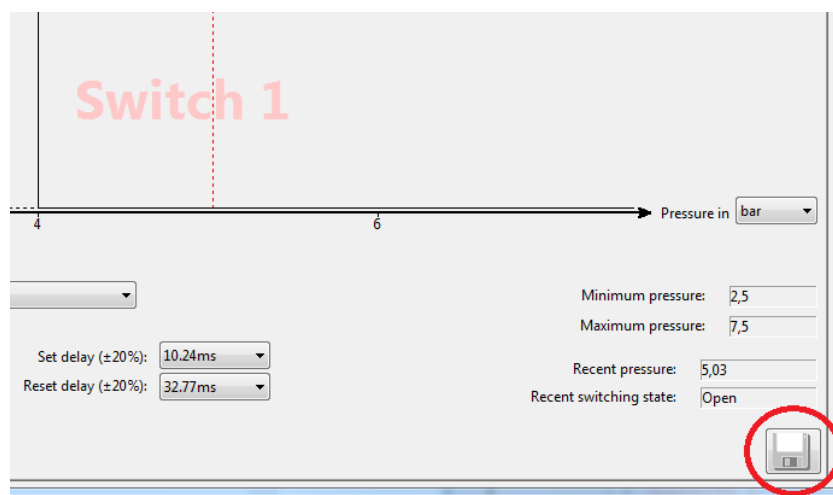 Switch 1
Pressure in bar
4 6
Minimum pressure: 2,5
Maximum pressure: 7,5
Set delay (±20%): 10.24ms
Reset delay (±20%): 32.77ms
Recent pressure: 5,03
Recent switching state: Open